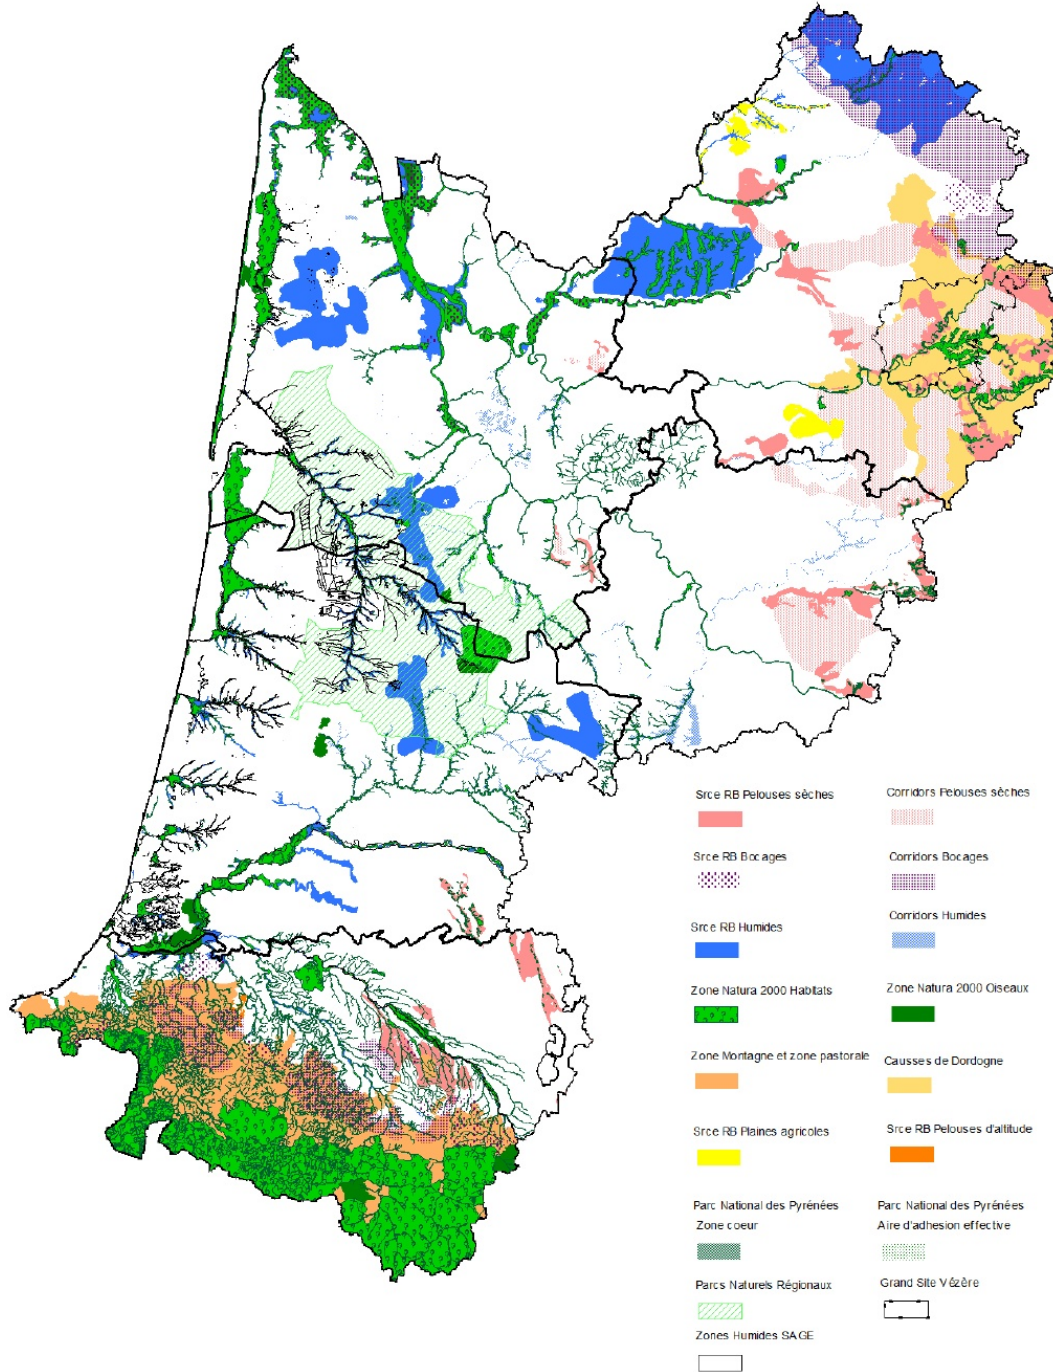 Srce RB Pelouses sèches
Corridors Pelouses sèches
Srce RB Bocages
Corridors Bocages
Srce RB Humides
Corridors Humides
Zone Natura 2000 Habitats
Zone Natura 2000 Oiseaux
Zone Montagne et zone pastorale
Causses de Dordogne
Srce RB Plaines agricoles
Srce RB Pelouses d'altitude
Parc National des Pyrénées
Zone coeur
Parc National des Pyrénées
Aire d'adhesion effective
Parcs Naturels Régionaux
Grand Site Vézère
Zones Humides SAGE